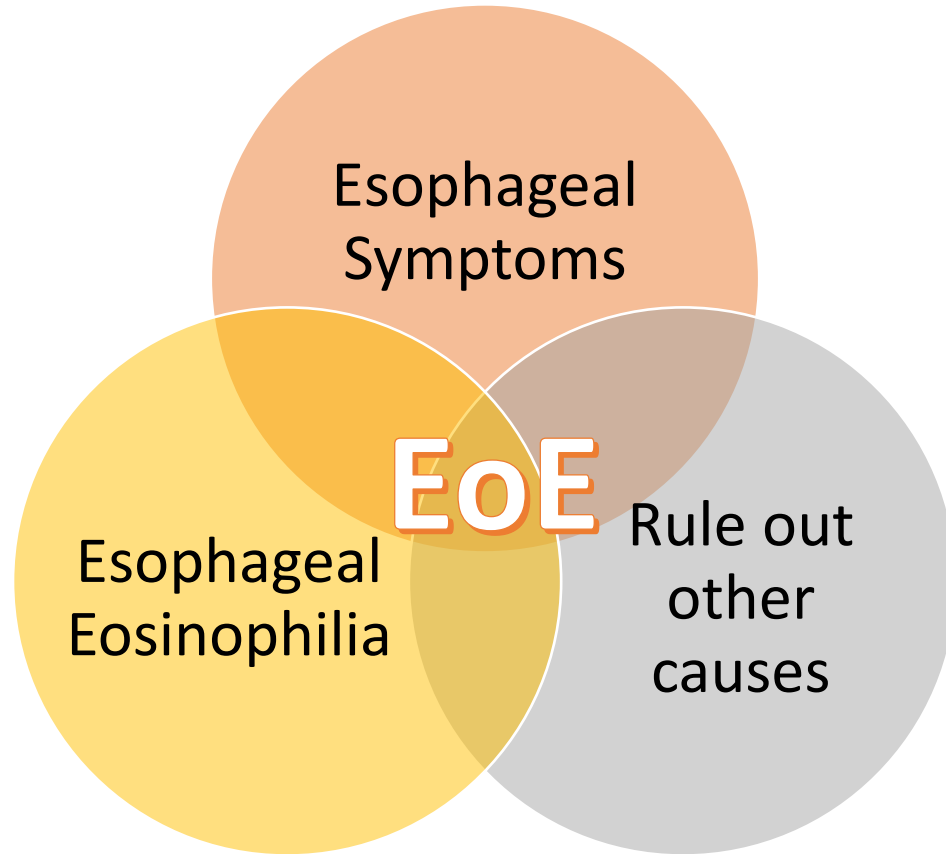 Esophageal
Symptoms
EoE
Esophageal
Eosinophilia
Rule out
other
causes